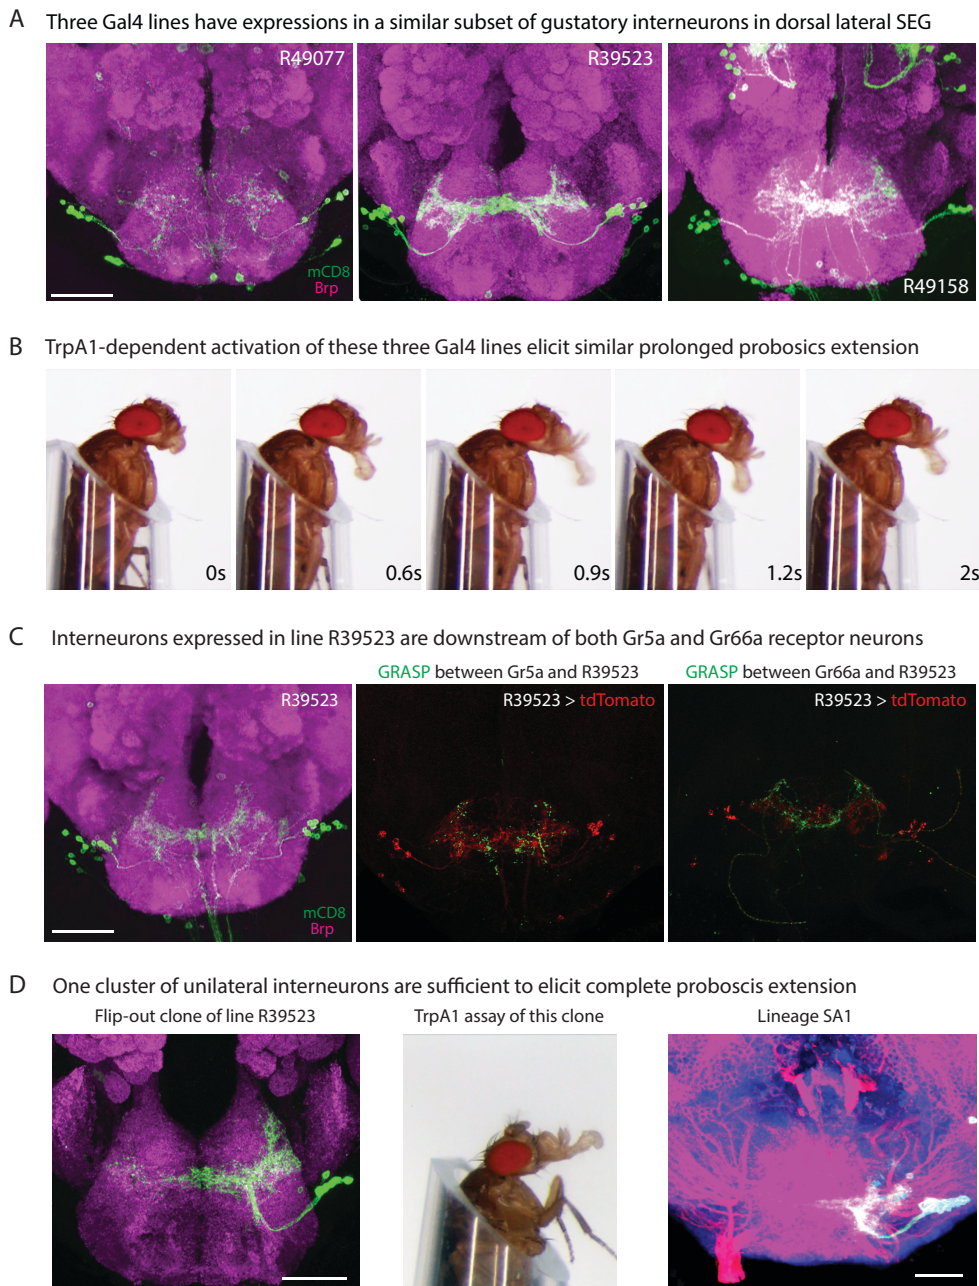 A Three Gal4 lines have expressions in a similar subset of gustatory interneurons in dorsal lateral SEG
R49077
R39523
R49158
mCD8
Brp
B TrpA1-dependent activation of these three Gal4 lines elicit similar prolonged probosics extension
0s
0.6s
0.9s
1.2s
2s
C Interneurons expressed in line R39523 are downstream of both Gr5a and Gr66a receptor neurons
GRASP between Gr5a and R39523
GRASP between Gr66a and R39523
R39523
R39523 > tdTomato
R39523 > tdTomato
mCD8
Brp
D One cluster of unilateral interneurons are sufficient to elicit complete proboscis extension
Flip-out clone of line R39523
TrpA1 assay of this clone
Lineage SA1